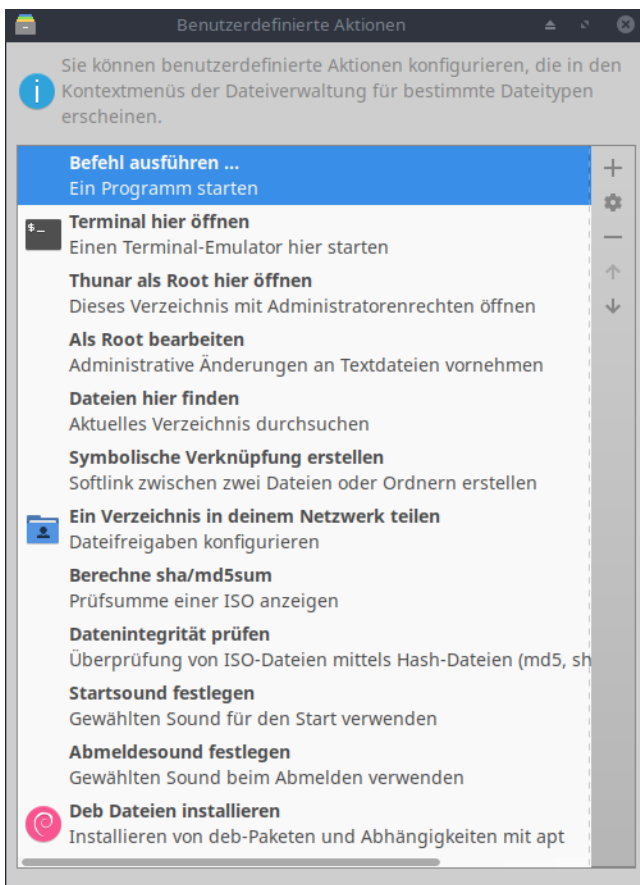 Benutzerdefinierte Aktionen
Sie können benutzerdefinierte Aktionen konfigurieren, die in den
Kontextmenüs der Dateiverwaltung für bestimmte Dateitypen
erscheinen.
Befehl ausführen ...
Ein Programm starten
$_
Terminal hier öffnen
Einen Terminal-Emulator hier starten
Thunar als Root hier öffnen
Dieses Verzeichnis mit Administratorenrechten öffnen
Als Root bearbeiten
Administrative Änderungen an Textdateien vornehmen
Dateien hier finden
Aktuelles Verzeichnis durchsuchen
Symbolische Verknüpfung erstellen
Softlink zwischen zwei Dateien oder Ordnern erstellen
Ein Verzeichnis in deinem Netzwerk teilen
Dateifreigaben konfigurieren
Berechne sha/md5sum
Prüfsumme einer ISO anzeigen
Datenintegrität prüfen
Überprüfung von ISO-Dateien mittels Hash-Dateien (md5, sh
Startsound festlegen
Gewählten Sound für den Start verwenden
Abmeldesound festlegen
Gewählten Sound beim Abmelden verwenden
Deb Dateien installieren
Installieren von deb-Paketen und Abhängigkeiten mit apt